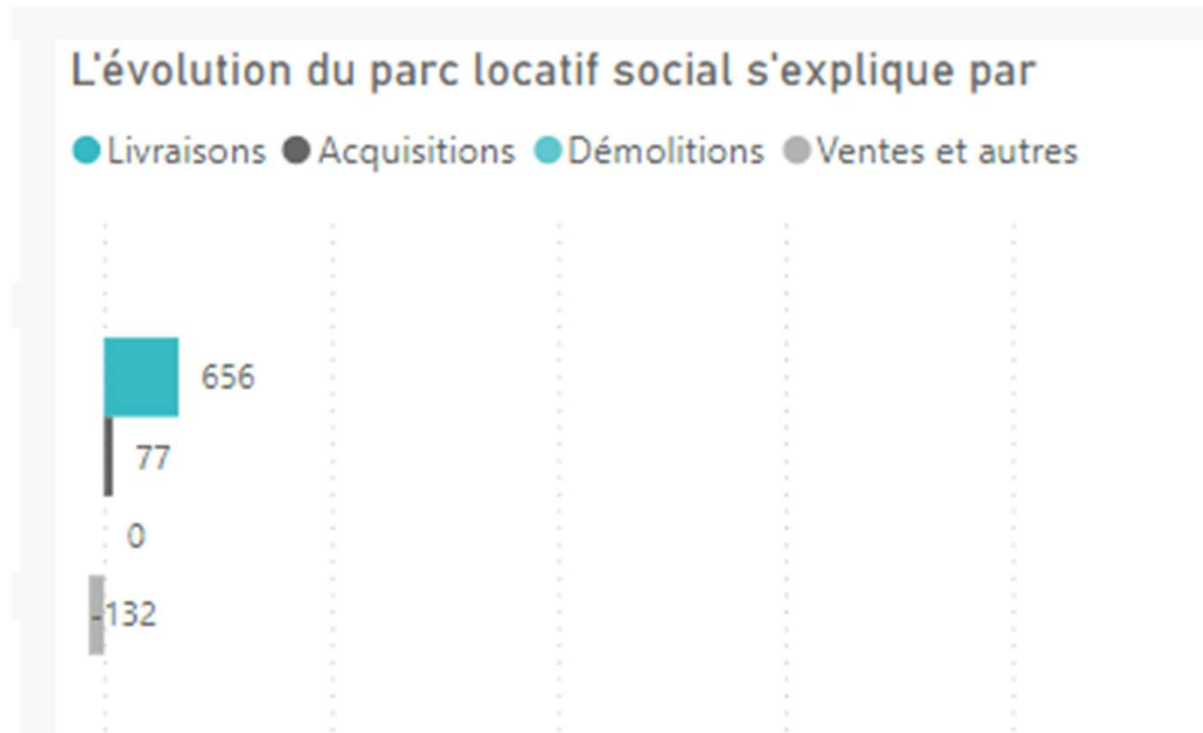 L'évolution du parc locatif social s'explique par
Livraisons Acquisitions Démolitions Ventes et autres
656
77
0
-132